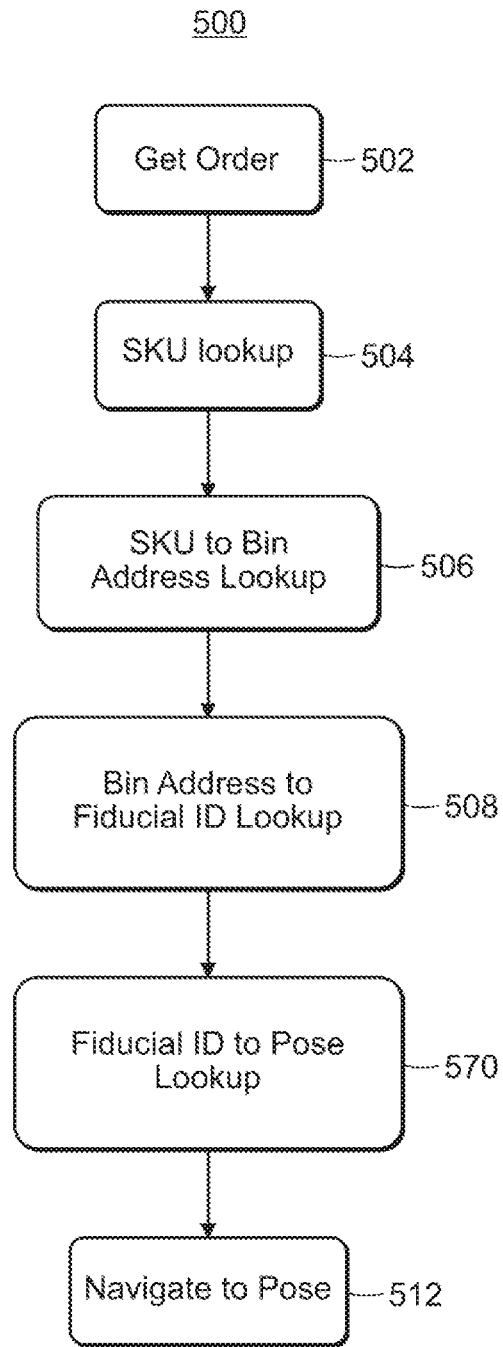 500
Get Order
502
SKU lookup
504
SKU to Bin
Address Lookup
506
Bin Address to
Fiducial ID Lookup
508
Fiducial ID to Pose
Lookup
570
Navigate to Pose
512